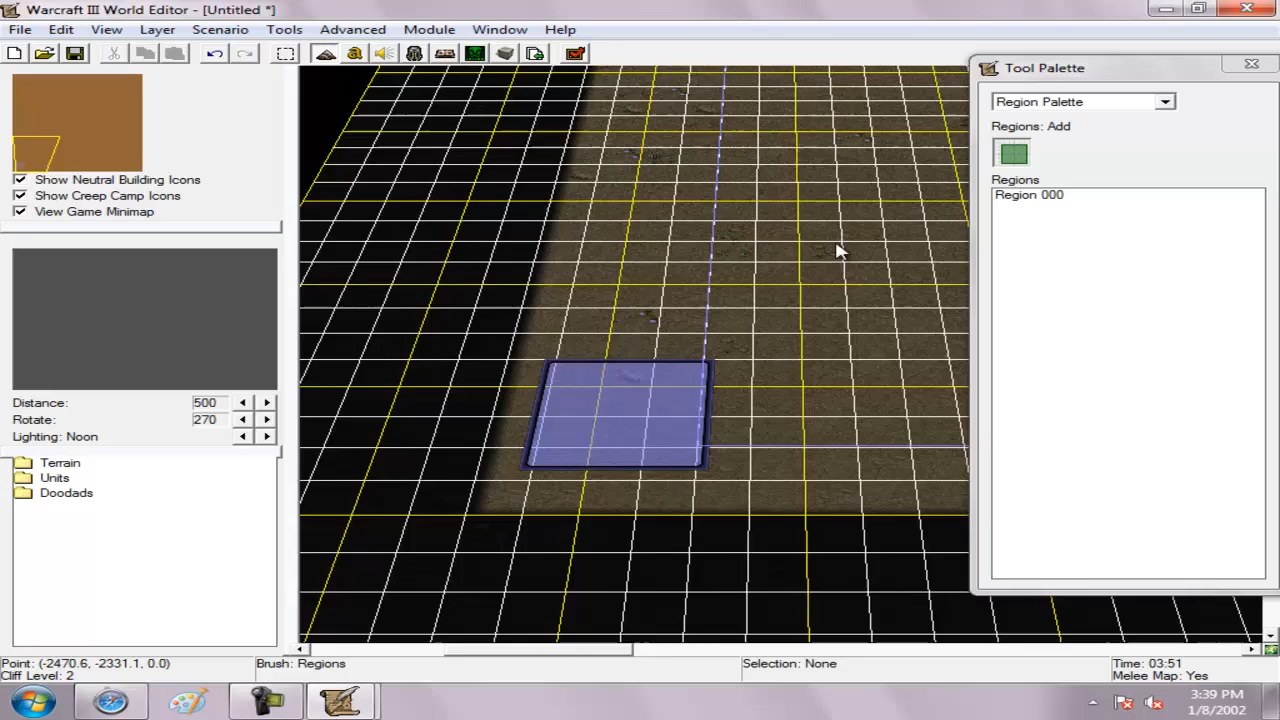 Warcraft III World Editor - [Untitled *]
File Edit View Layer Scenario Tools Advanced Module Window Help
Tool Palette
Region Palette
Regions: Add
Regions
Region 000
Show Neutral Building Icons
Show Creep Camp Icons
View Game Minimap
Distance: 500
Rotate: 270
Lighting: Noon
Terrain
Units
Doodads
Point: (-2470.6, -2331.1, 0.0)
Cliff Level: 2
Brush: Regions
Selection: None
Time: 03:51
Melee Map: Yes
3:39 PM
1/8/2002